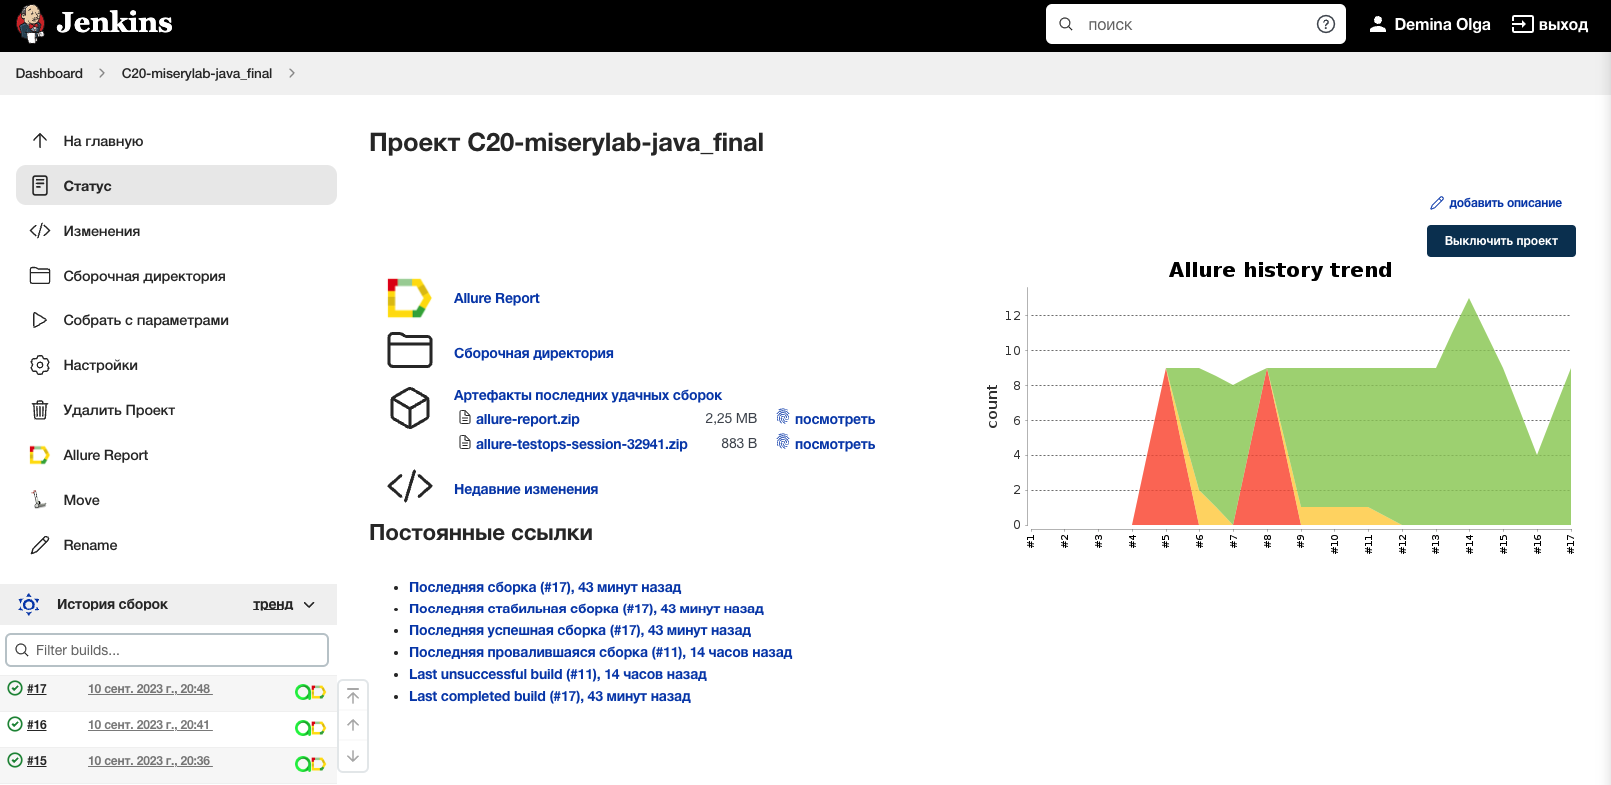 Jenkins
поиск
Demina Olga
выход
Dashboard
C20-miserylab-java_final
На главную
Статус
Изменения
Сборочная директория
Собрать с параметрами
Настройки
Удалить Проект
Allure Report
Move
Rename
История сборок
тренд
Filter builds...
#17 10 сент. 2023 г., 20:48
#16 10 сент. 2023 г., 20:41
#15 10 сент. 2023 г., 20:36
Проект C20-miserylab-java_final
добавить описание
Выключить проект
Allure Report
Сборочная директория
Артефакты последних удачных сборок
allure-report.zip 2,25 MB посмотреть
allure-testops-session-32941.zip 883 B посмотреть
Недавние изменения
Постоянные ссылки
Последняя сборка (#17), 43 минут назад
Последняя стабильная сборка (#17), 43 минут назад
Последняя успешная сборка (#17), 43 минут назад
Последняя провалившаяся сборка (#11), 14 часов назад
Last unsuccessful build (#11), 14 часов назад
Last completed build (#17), 43 минут назад
Allure history trend
count
12
10
8
6
4
2
0
#1 #2 #3 #4 #5 #6 #7 #8 #9 #10 #11 #12 #13 #14 #15 #16 #17